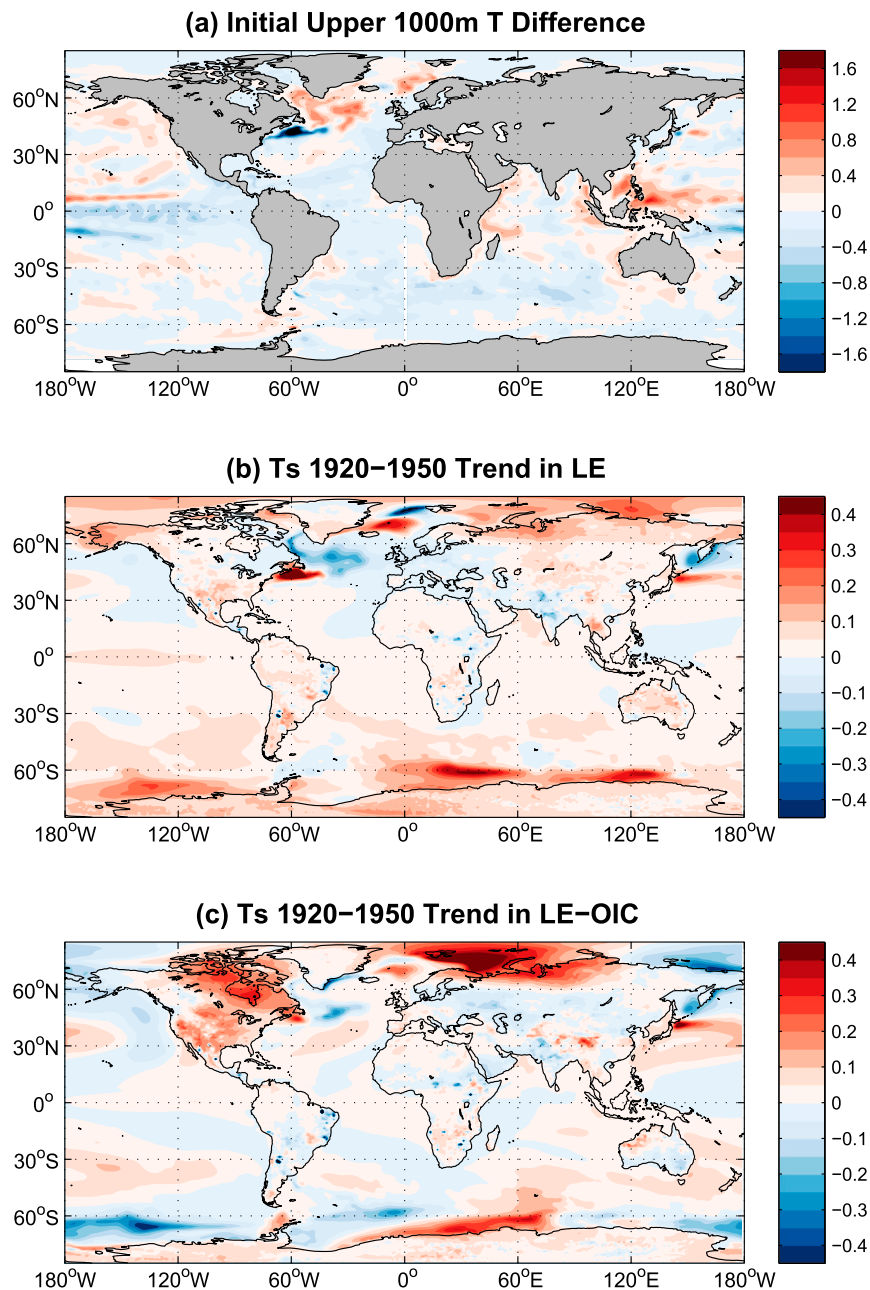 (a) Initial Upper 1000m T Difference
60°N
30°N
0°
30°S
60°S
180°W 120°W 60°W 0° 60°E 120°E 180°W
1.6
1.2
0.8
0.4
0
−0.4
−0.8
−1.2
−1.6
(b) Ts 1920−1950 Trend in LE
60°N
30°N
0°
30°S
60°S
180°W 120°W 60°W 0° 60°E 120°E 180°W
0.4
0.3
0.2
0.1
0
−0.1
−0.2
−0.3
−0.4
(c) Ts 1920−1950 Trend in LE−OIC
60°N
30°N
0°
30°S
60°S
180°W 120°W 60°W 0° 60°E 120°E 180°W
0.4
0.3
0.2
0.1
0
−0.1
−0.2
−0.3
−0.4